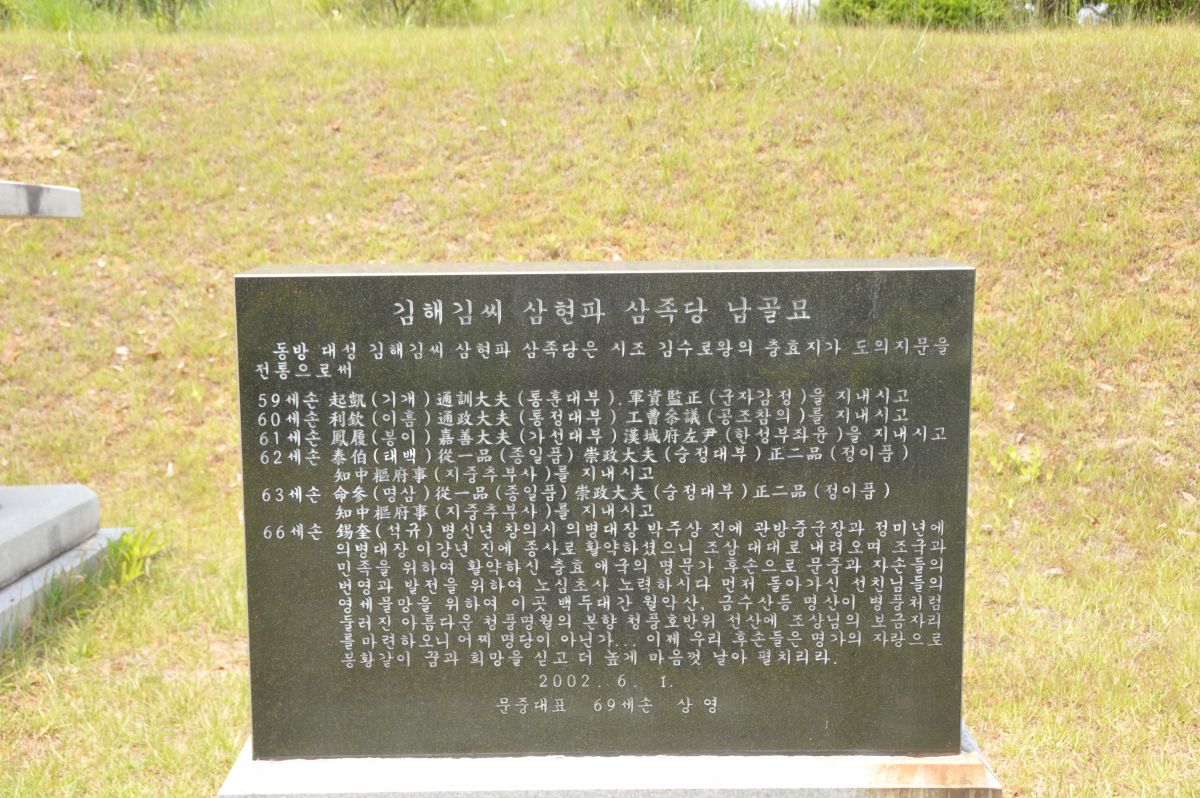 김해김씨 삼현파 삼족당 납골묘
동방 대성 김해김씨 삼현파 삼족당은 시조 김수로왕의 충효지가 도의지문을
전통으로써
59세손 起凱(기개)通訓大夫(통훈대부).軍資監正(군자감정)을 지내시고
60세손 利欽(이흠)通政大夫(통정대부)工曹叅議(공조참의)를 지내시고
61세손 鳳履(봉이)嘉善大夫(가선대부)漢城府左尹(한성부좌윤)을 지내시고
62세손 泰伯(태백)從一品(종일품)崇政大夫(숭정대부)正二品(정이품)
知中樞府事(지중추부사)를 지내시고
63세손 命參(명삼)從一品(종일품)崇政大夫(숭정대부)正二品(정이품)
知中樞府事(지중추부사)를 지내시고
66세손 錫奎(석규)병신년 창의시 의병대장 박주상 진에 관방중군장과 정미년에
의병대장 이강년 진에 종사로 활약하셨으니 조상 대대로 내려오며 조국과
민족을 위하여 활약하신 충효 애국의 명문가 후손으로 문중과 자손들의
번영과 발전을 위하여 노심초사 노력하시다 먼저 돌아가신 선친님들의
영세물망을 위하여 이곳 백두대간 월악산, 금수산등 명산이 병풍처럼
둘러진 아름다운 청풍명월의 본향 청풍호반위 선산에 조상님의 보금자리
를 마련하오니 어찌 명당이 아닌가... 이제 우리 후손들은 명가의 자랑으로
봉황같이 꿈과 희망을 싣고 더 높게 마음껏 날아 펼치리라.
2002. 6. 1.
문중대표 69세손 상영